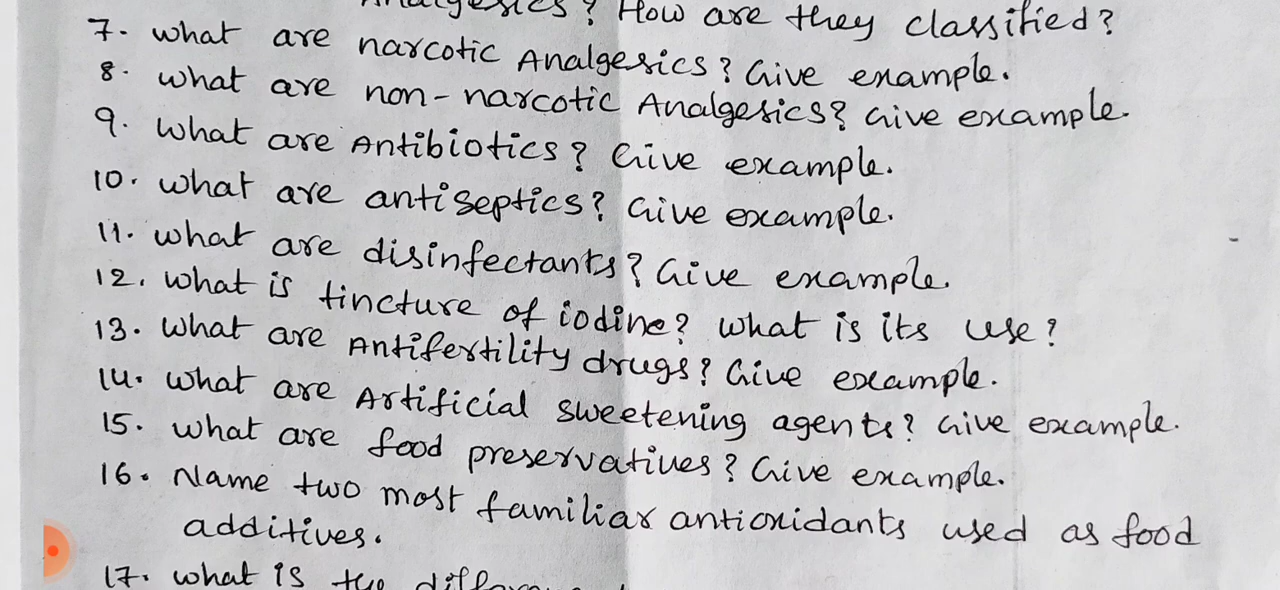 Analgesics? How are they classified?
7. what are narcotic Analgesics? Give example.
8. what are non-narcotic Analgesics? Give example.
9. what are Antibiotics? Give example.
10. what are antiseptics? Give example.
11. what are disinfectants? Give example.
12. what is tincture of iodine? what is its use?
13. what are Antifertility drugs? Give example.
14. what are Artificial sweetening agents? Give example.
15. what are food preservatives? Give example.
16. Name two most familiar antioxidants used as food
additives.
17. what is the